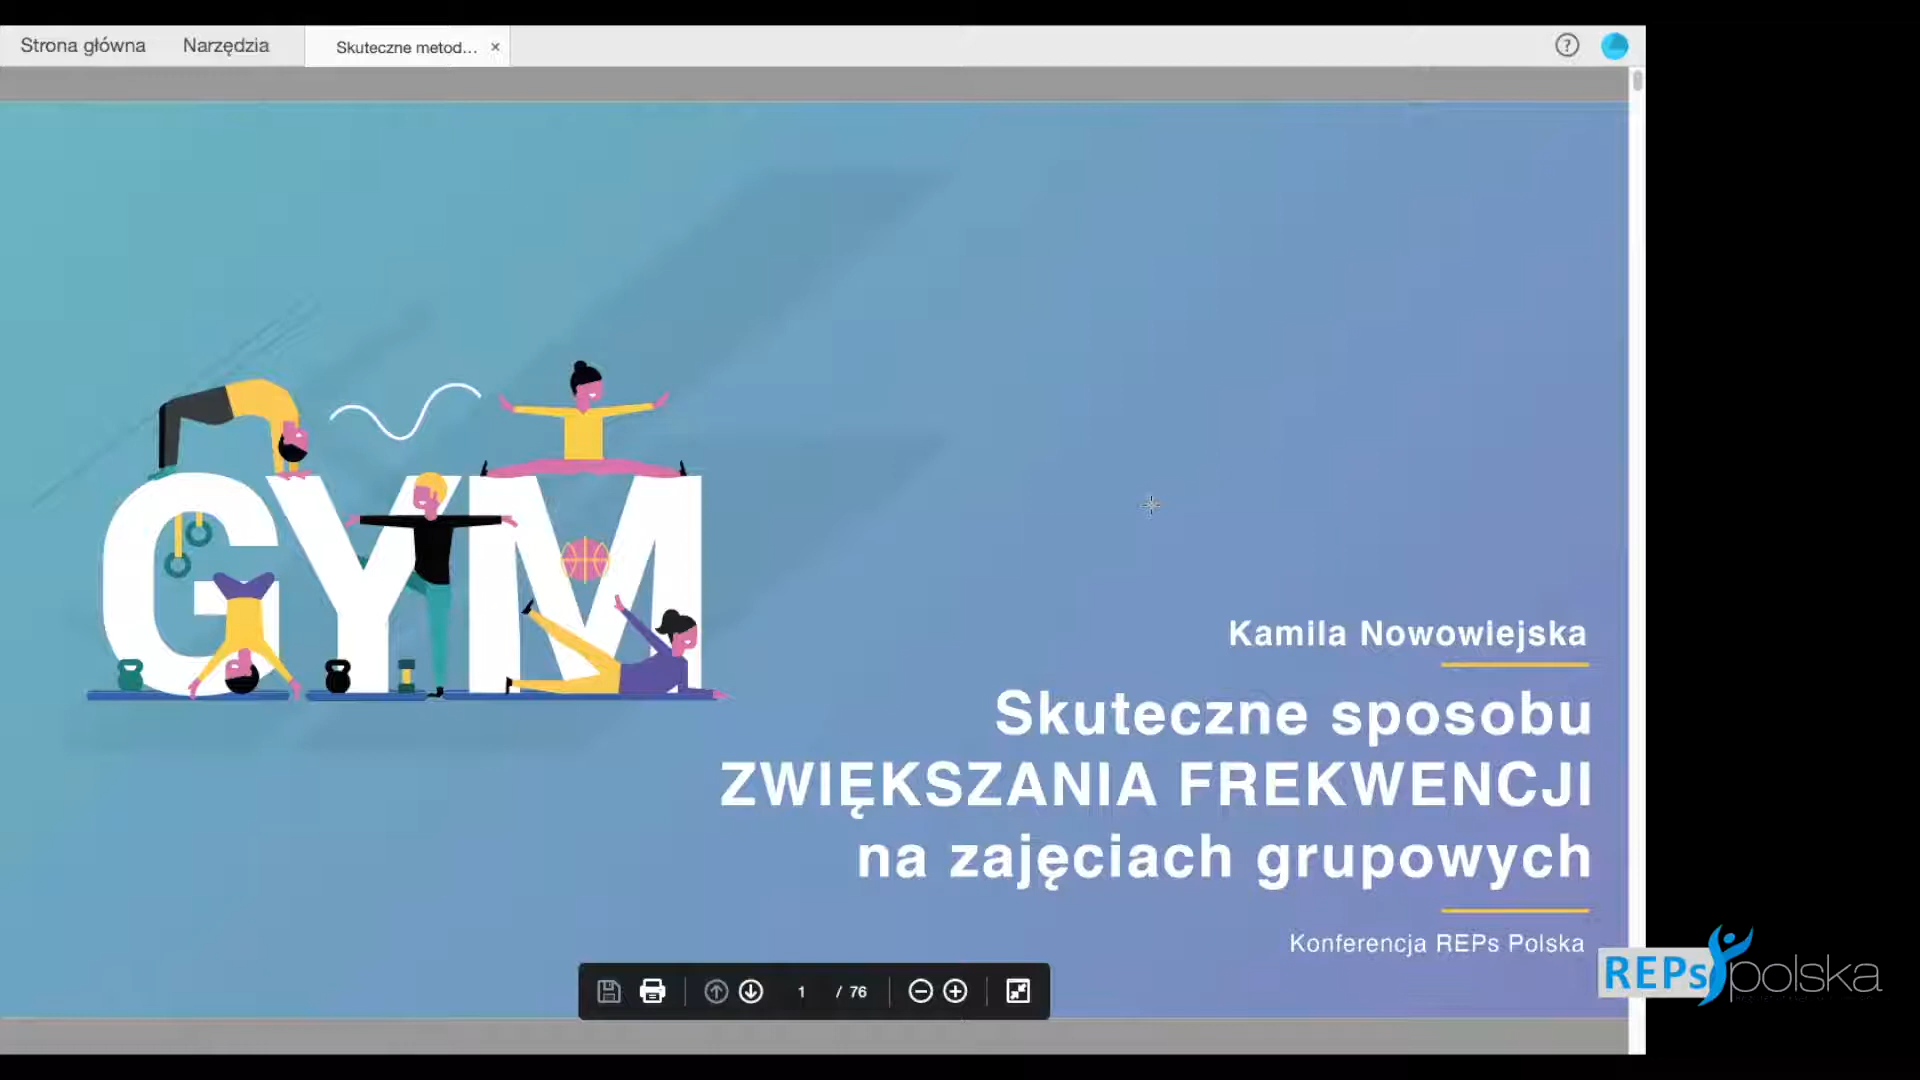 Strona główna
Narzędzia
Skuteczne metod...
GYM
Kamila Nowowiejska
Skuteczne sposobu
ZWIĘKSZANIA FREKWENCJI
na zajęciach grupowych
Konferencja REPs Polska
1 / 76
REPs polska